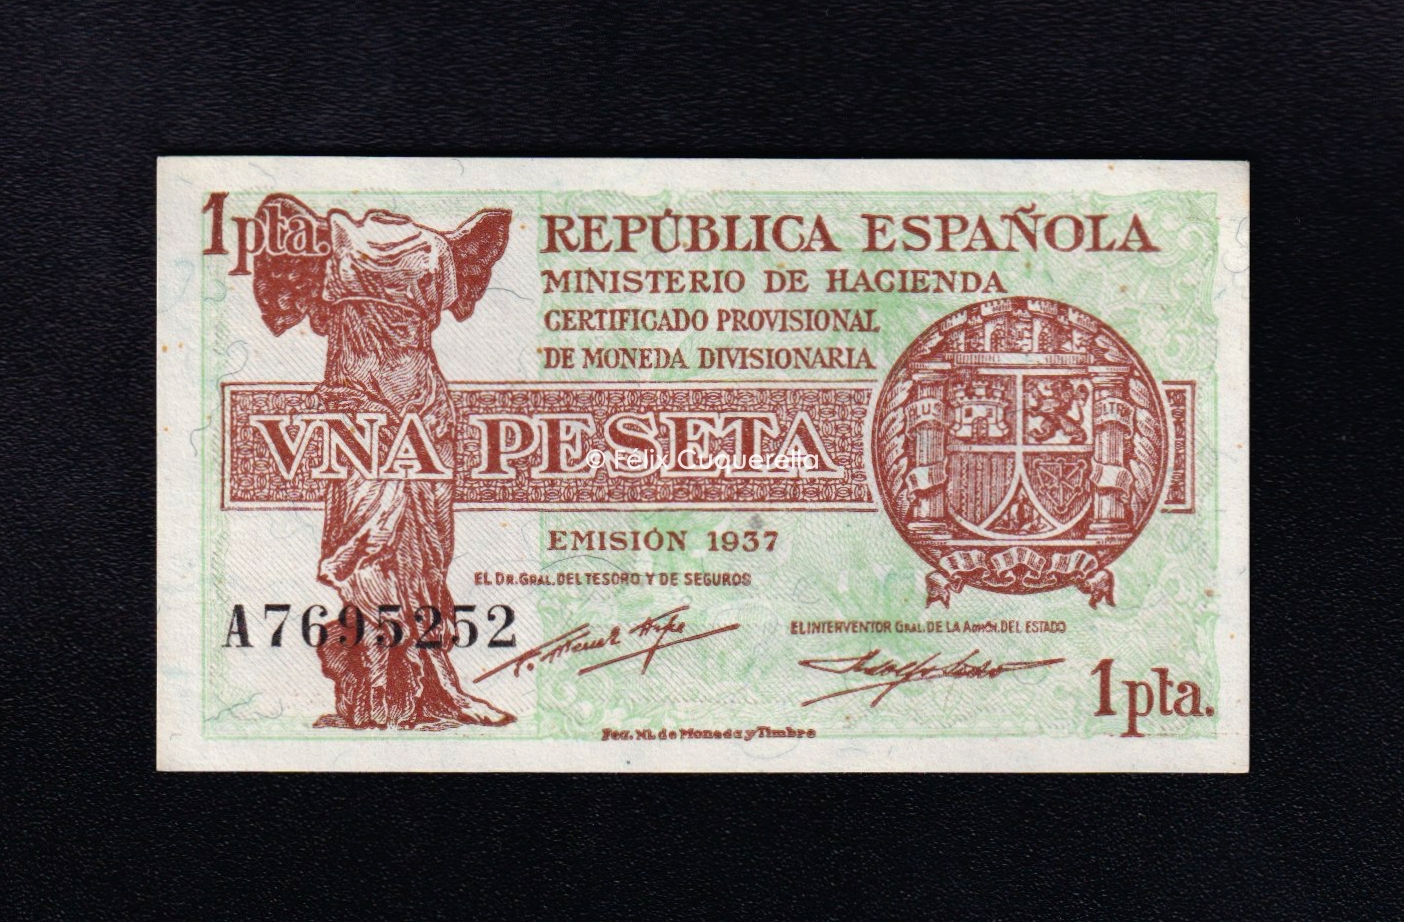 1pta.
REPÚBLICA ESPAÑOLA
MINISTERIO DE HACIENDA
CERTIFICADO PROVISIONAL
DE MONEDA DIVISIONARIA
VNA PESETA
© Félix Cuquerella
EMISIÓN 1937
EL DR. GRAL. DEL TESORO Y DE SEGUROS
A7695252
EL INTERVENTOR GRAL. DE LA ADMÓN. DEL ESTADO
1pta.
Fca. Nl. de Moneda y Timbre